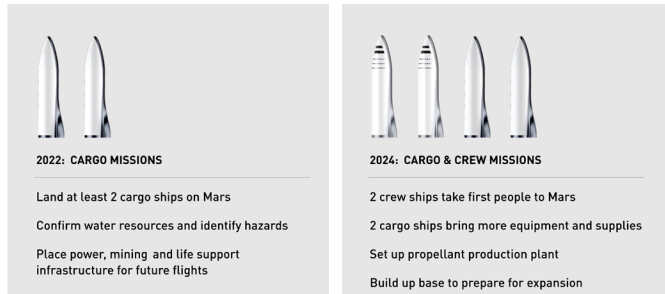 2022: CARGO MISSIONS
Land at least 2 cargo ships on Mars
Confirm water resources and identify hazards
Place power, mining and life support
infrastructure for future flights
2024: CARGO & CREW MISSIONS
2 crew ships take first people to Mars
2 cargo ships bring more equipment and supplies
Set up propellant production plant
Build up base to prepare for expansion